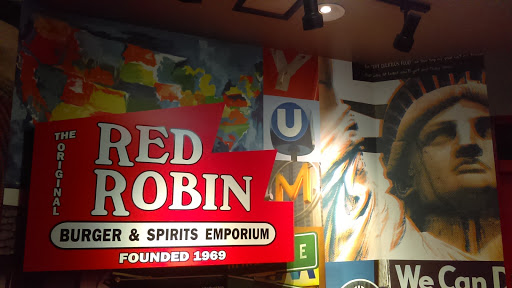 THE ORIGINAL
RED
ROBIN
BURGER & SPIRITS EMPORIUM
FOUNDED 1969
Y
U
M
E
We Can D